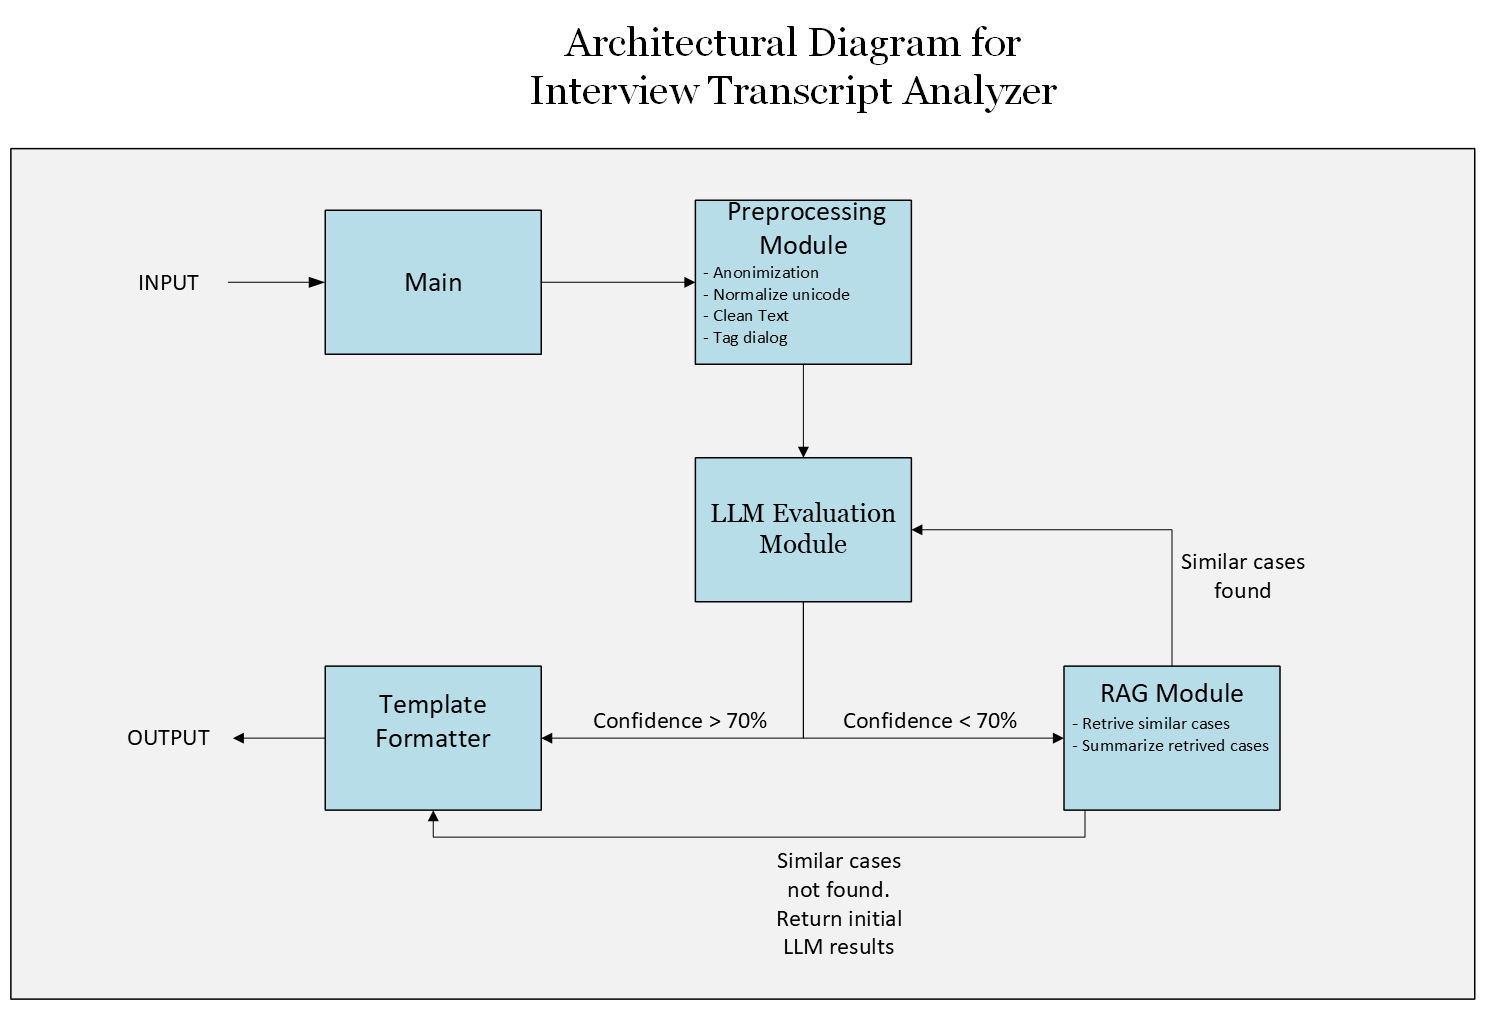 Architectural Diagram for
Interview Transcript Analyzer
INPUT
Main
Preprocessing
Module
- Anonimization
- Normalize unicode
- Clean Text
- Tag dialog
LLM Evaluation
Module
Similar cases
found
OUTPUT
Template
Formatter
Confidence > 70%
Confidence < 70%
RAG Module
- Retrive similar cases
- Summarize retrived cases
Similar cases
not found.
Return initial
LLM results